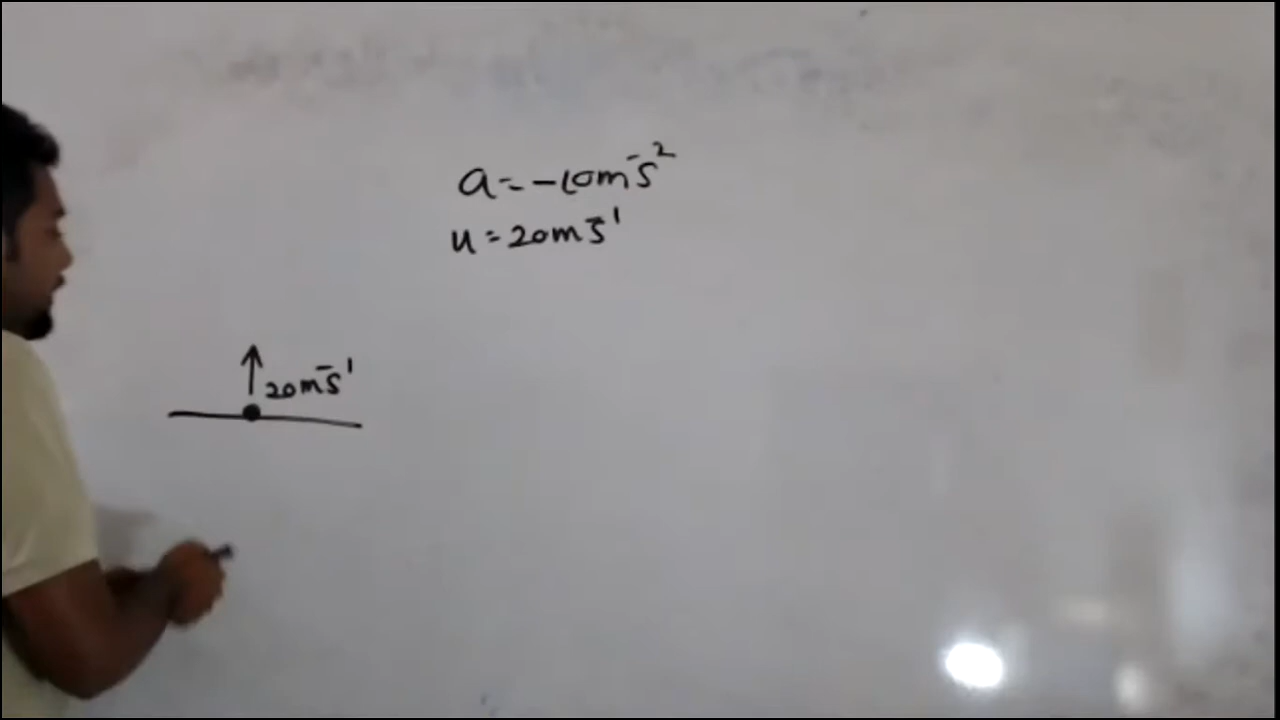 a = -10ms⁻²
u = 20ms⁻¹
20ms⁻¹